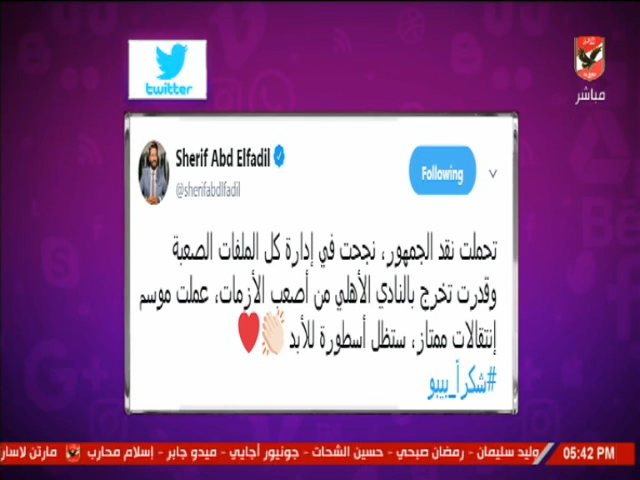 twitter
مباشر
Sherif Abd Elfadil
@sherifabdlfadil
Following
تحملت نقد الجمهور، نجحت في إدارة كل الملفات الصعبة
وقدرت تخرج بالنادي الأهلي من أصعب الأزمات، عملت موسم
إنتقالات ممتاز، ستظل أسطورة للأبد 👏🏻❤️
#شكراً_بيبو
05:42 PM
وليد سليمان - رمضان صبحي - حسين الشحات - جونيور أجايي - ميدو جابر - إسلام محارب